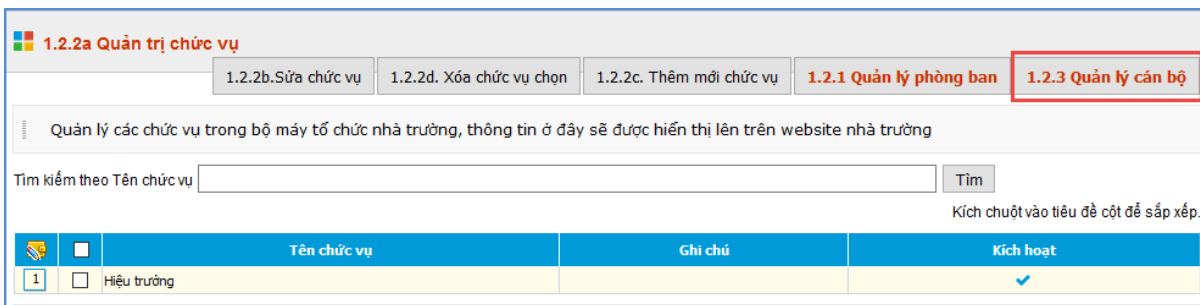 1.2.2a Quản trị chức vụ
1.2.2b.Sửa chức vụ 1.2.2d. Xóa chức vụ chọn 1.2.2c. Thêm mới chức vụ 1.2.1 Quản lý phòng ban 1.2.3 Quản lý cán bộ
Quản lý các chức vụ trong bộ máy tổ chức nhà trường, thông tin ở đây sẽ được hiển thị lên trên website nhà trường
Tìm kiếm theo Tên chức vụ Tìm
Kích chuột vào tiêu đề cột để sắp xếp.
Tên chức vụ Ghi chú Kích hoạt
1 Hiệu trưởng